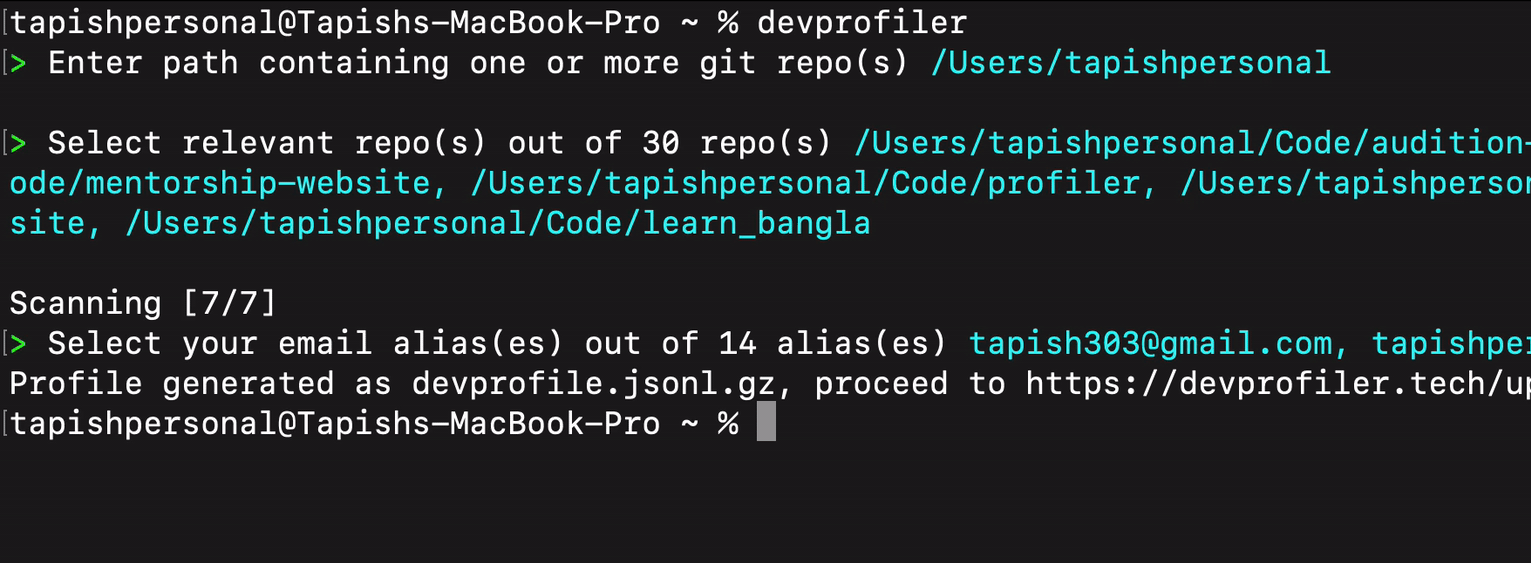 tapishpersonal@Tapishs-MacBook-Pro ~ % devprofiler
> Enter path containing one or more git repo(s) /Users/tapishpersonal
> Select relevant repo(s) out of 30 repo(s) /Users/tapishpersonal/Code/audition-
ode/mentorship-website, /Users/tapishpersonal/Code/profiler, /Users/tapishperson
site, /Users/tapishpersonal/Code/learn_bangla
Scanning [7/7]
> Select your email alias(es) out of 14 alias(es) tapish303@gmail.com, tapishper
Profile generated as devprofile.jsonl.gz, proceed to https://devprofiler.tech/up
tapishpersonal@Tapishs-MacBook-Pro ~ %